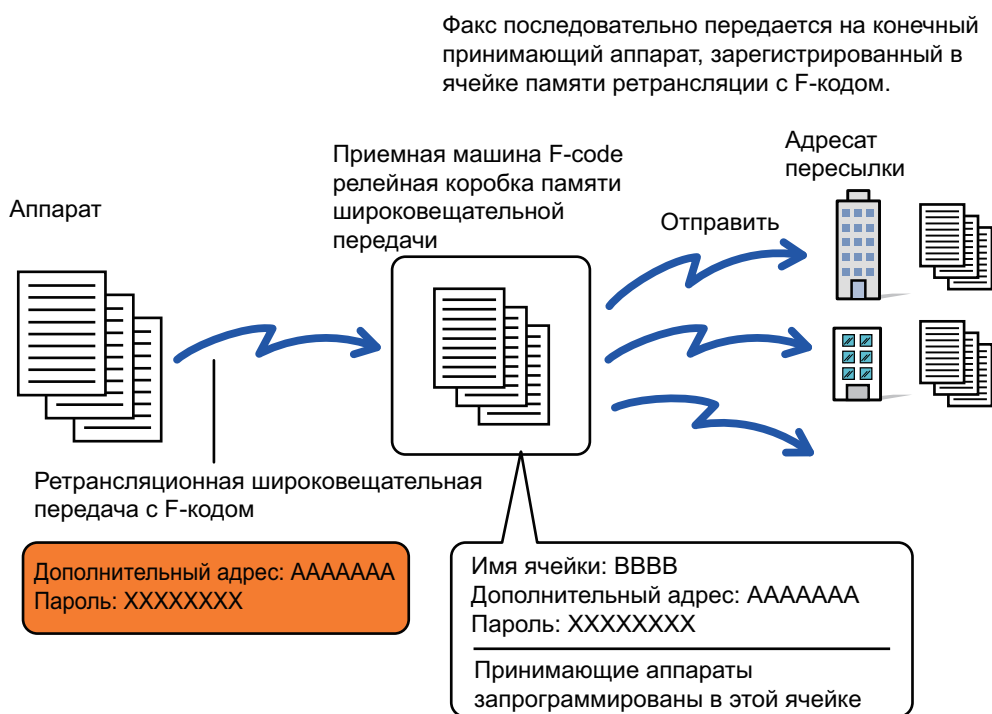 Факс последовательно передается на конечный
принимающий аппарат, зарегистрированный в
ячейке памяти ретрансляции с F-кодом.
Адресат
пересылки
Приемная машина F-code
релейная коробка памяти
широковещательной
передачи
Аппарат
Отправить
Ретрансляционная широковещательная
передача с F-кодом
Дополнительный адрес: AAAAAAA
Пароль: XXXXXXXX
Имя ячейки: BBBB
Дополнительный адрес: AAAAAAA
Пароль: XXXXXXXX
Принимающие аппараты
запрограммированы в этой ячейке